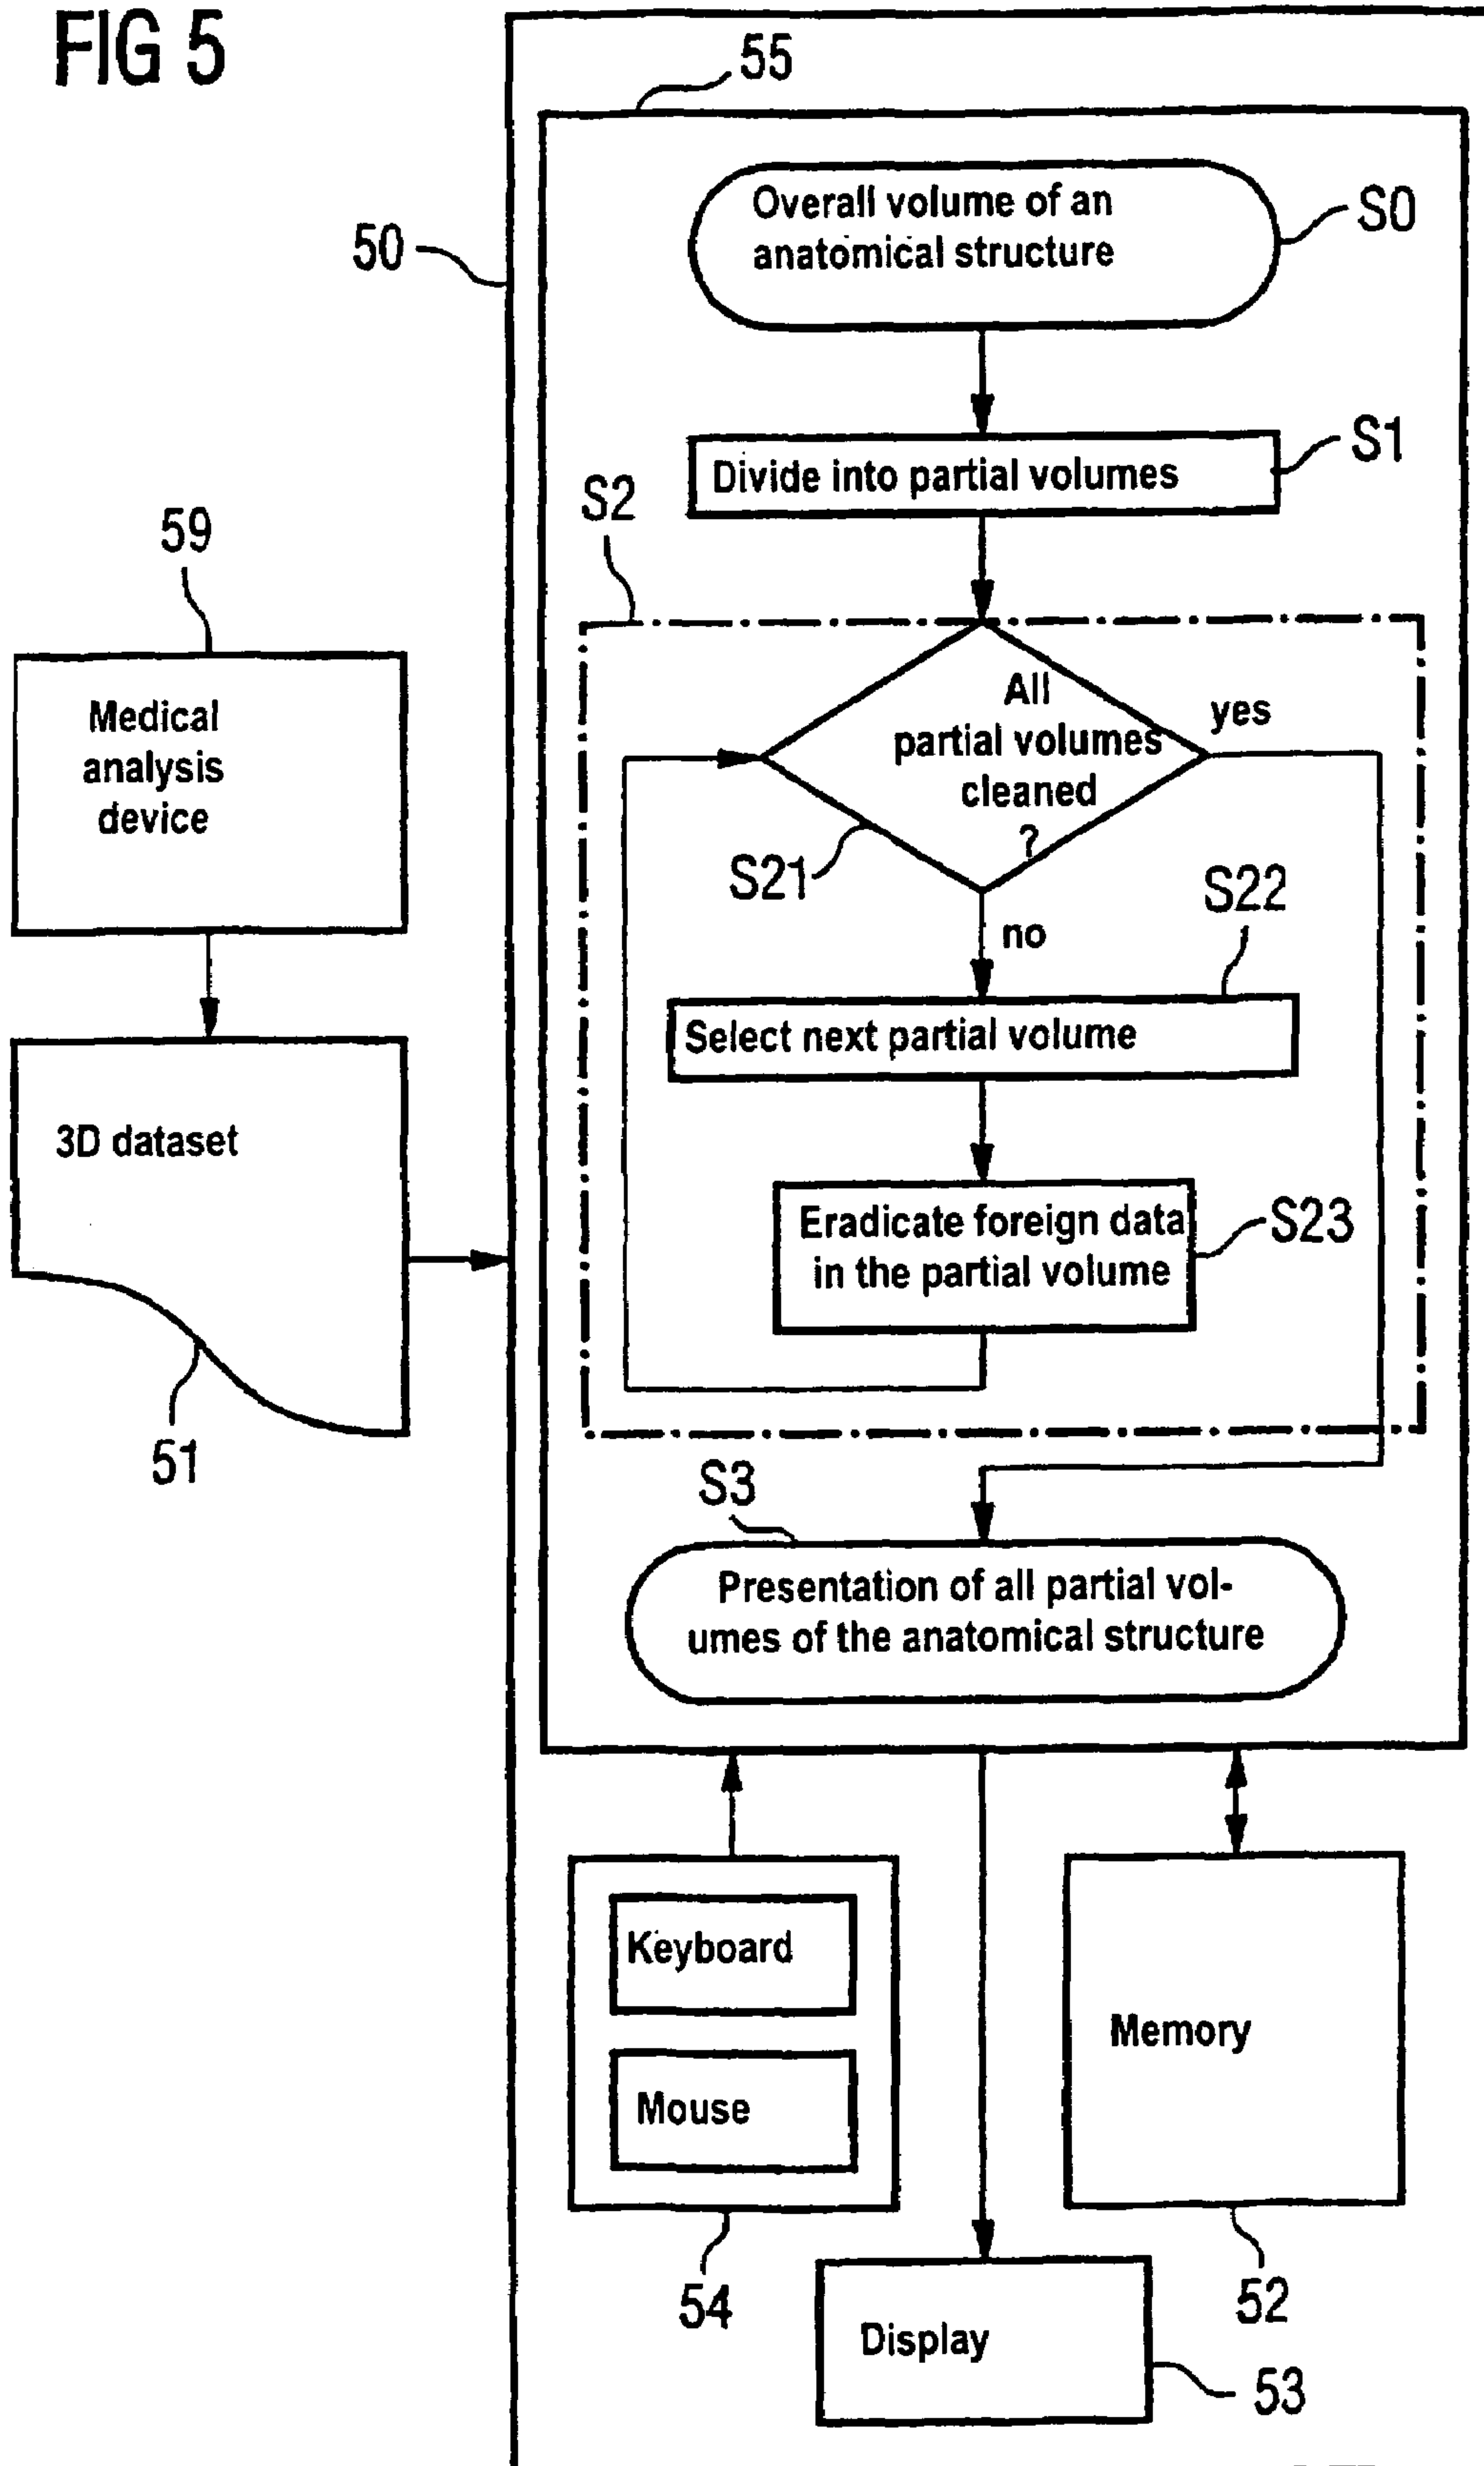 FIG 5
55
Overall volume of an
anatomical structure
S0
50
Divide into partial volumes
S1
S2
59
Medical
analysis
device
All
partial volumes
cleaned
?
yes
S21
no
S22
Select next partial volume
3D dataset
Eradicate foreign data
in the partial volume
S23
51
S3
Presentation of all partial vol-
umes of the anatomical structure
Keyboard
Mouse
Memory
54
52
Display
53